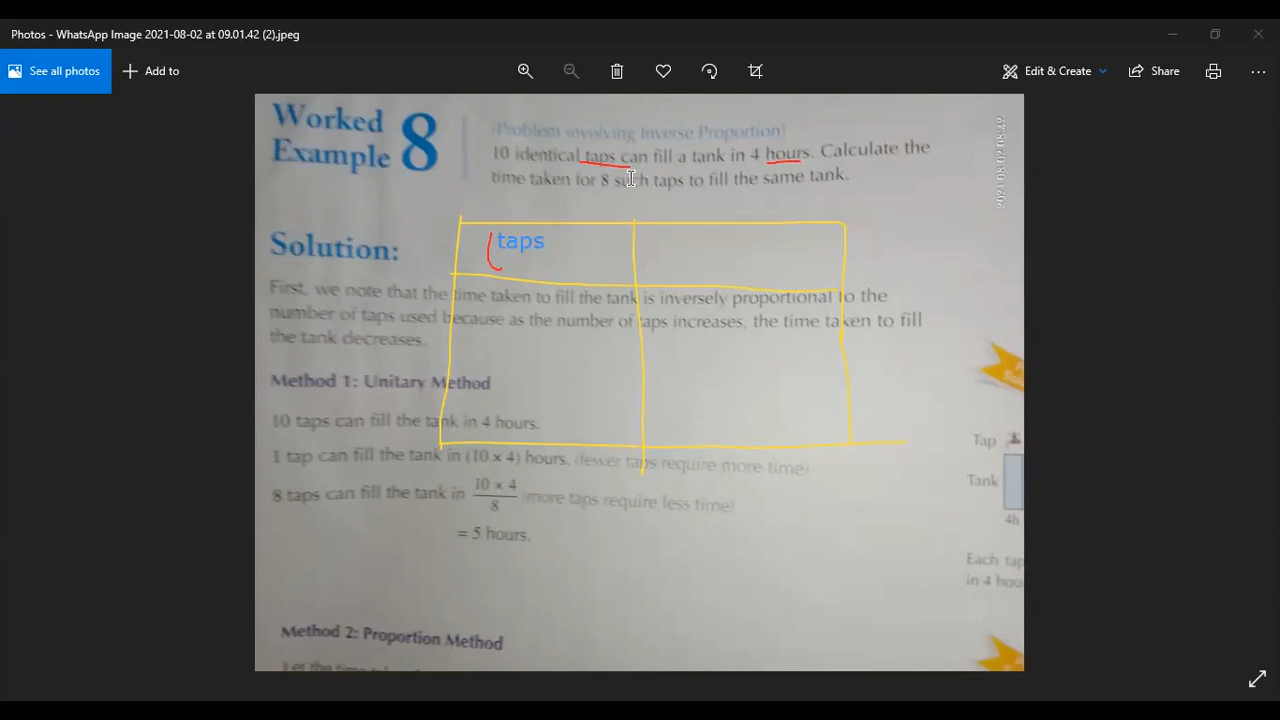 Photos - WhatsApp Image 2021-08-02 at 09.01.42 (2).jpeg
See all photos
Add to
Edit & Create
Share
Worked
Example 8
(Problem involving Inverse Proportion)
10 identical taps can fill a tank in 4 hours. Calculate the
time taken for 8 such taps to fill the same tank.
Solution:
taps
First, we note that the time taken to fill the tank is inversely proportional to the
number of taps used because as the number of taps increases, the time taken to fill
the tank decreases.
Method 1: Unitary Method
10 taps can fill the tank in 4 hours.
1 tap can fill the tank in (10 x 4) hours. (fewer taps require more time)
8 taps can fill the tank in 10 x 4 / 8 (more taps require less time)
= 5 hours.
Tap
Tank
4h
Each tap
in 4 hou
Method 2: Proportion Method
Let the time